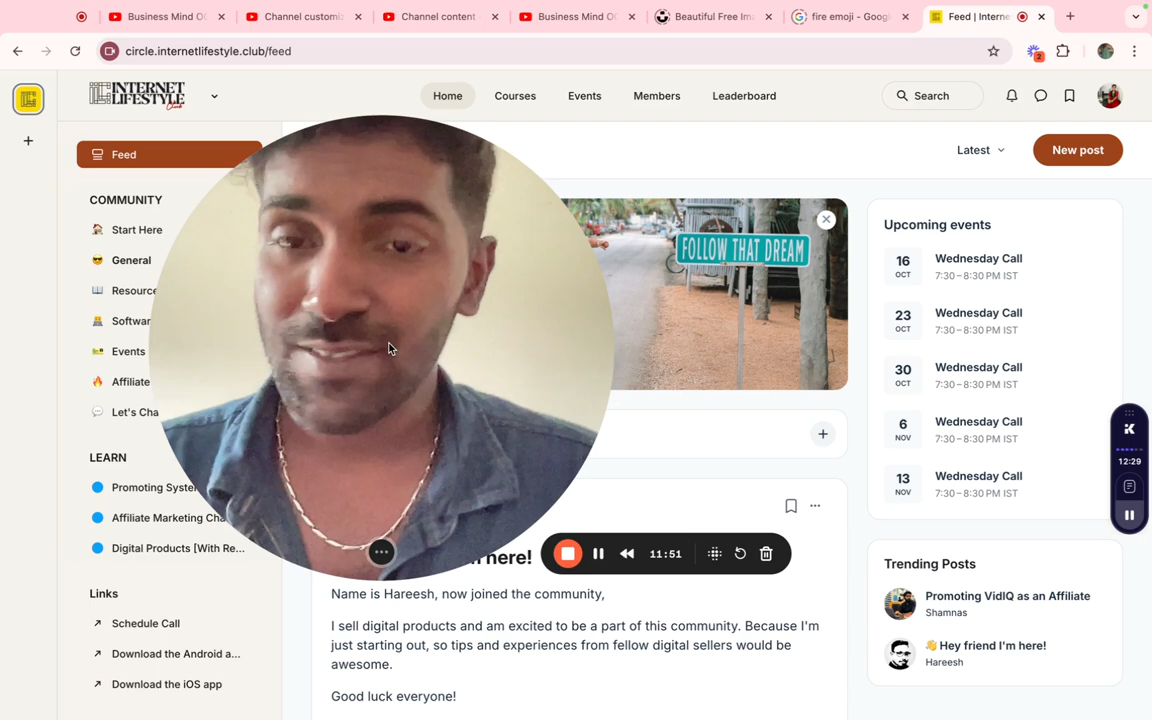 Business Mind O
Channel customiz
Channel content
Business Mind O
Beautiful Free Im
fire emoji - Goog
Feed | Interne
circle.internetlifestyle.club/feed
2
INTERNET
LIFESTYLE
Club
Home
Courses
Events
Members
Leaderboard
Search
Feed
Latest
New post
COMMUNITY
Start Here
General
Resource
Softwar
Events
Affiliate
Let's Cha
LEARN
Promoting Syste
Affiliate Marketing Cha
Digital Products [With Re...
Links
Schedule Call
Download the Android a...
Download the iOS app
FOLLOW THAT DREAM
here!
11:51
Name is Hareesh, now joined the community,
I sell digital products and am excited to be a part of this community. Because I'm
just starting out, so tips and experiences from fellow digital sellers would be
awesome.
Good luck everyone!
Upcoming events
16 OCT
Wednesday Call
7:30 – 8:30 PM IST
23 OCT
Wednesday Call
7:30 – 8:30 PM IST
30 OCT
Wednesday Call
7:30 – 8:30 PM IST
6 NOV
Wednesday Call
7:30 – 8:30 PM IST
13 NOV
Wednesday Call
7:30 – 8:30 PM IST
12:29
Trending Posts
Promoting VidIQ as an Affiliate
Shamnas
👋 Hey friend I'm here!
Hareesh